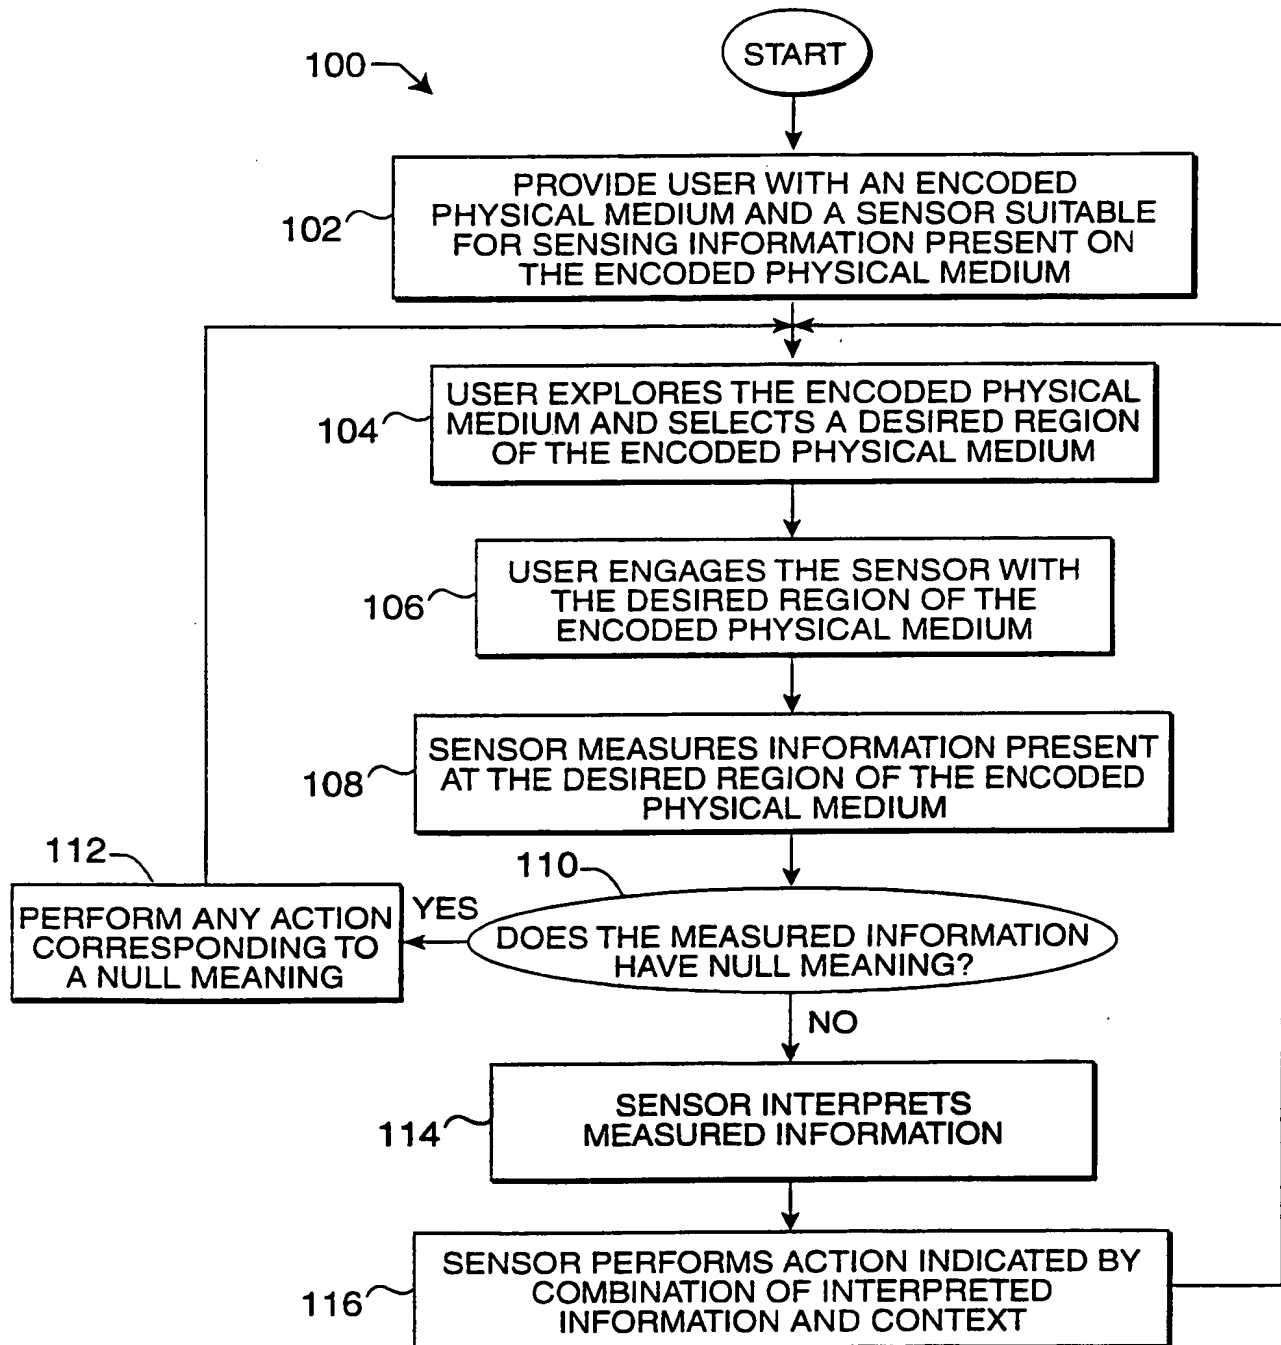 START
100
PROVIDE USER WITH AN ENCODED
PHYSICAL MEDIUM AND A SENSOR SUITABLE
FOR SENSING INFORMATION PRESENT ON
THE ENCODED PHYSICAL MEDIUM
102
USER EXPLORES THE ENCODED PHYSICAL
MEDIUM AND SELECTS A DESIRED REGION
OF THE ENCODED PHYSICAL MEDIUM
104
USER ENGAGES THE SENSOR WITH
THE DESIRED REGION OF THE
ENCODED PHYSICAL MEDIUM
106
SENSOR MEASURES INFORMATION PRESENT
AT THE DESIRED REGION OF THE ENCODED
PHYSICAL MEDIUM
108
110
DOES THE MEASURED INFORMATION
HAVE NULL MEANING?
YES
112
PERFORM ANY ACTION
CORRESPONDING TO
A NULL MEANING
NO
SENSOR INTERPRETS
MEASURED INFORMATION
114
SENSOR PERFORMS ACTION INDICATED BY
COMBINATION OF INTERPRETED
INFORMATION AND CONTEXT
116